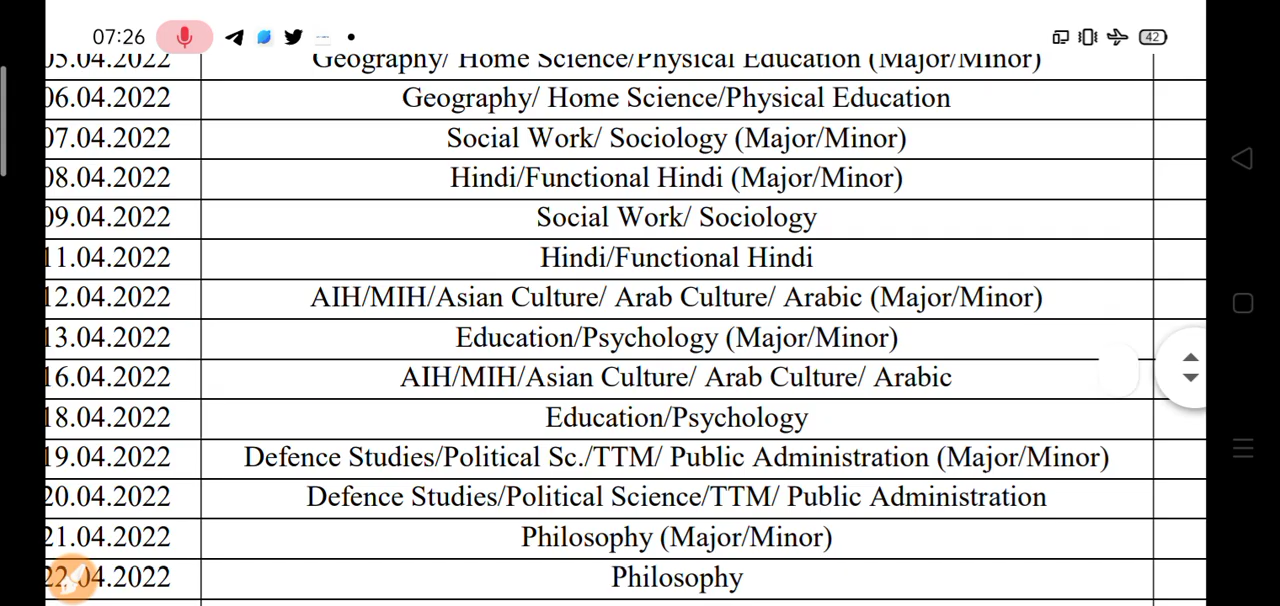 07:26 42
05.04.2022 Geography/ Home Science/Physical Education (Major/Minor)
06.04.2022 Geography/ Home Science/Physical Education
07.04.2022 Social Work/ Sociology (Major/Minor)
08.04.2022 Hindi/Functional Hindi (Major/Minor)
09.04.2022 Social Work/ Sociology
11.04.2022 Hindi/Functional Hindi
12.04.2022 AIH/MIH/Asian Culture/ Arab Culture/ Arabic (Major/Minor)
13.04.2022 Education/Psychology (Major/Minor)
16.04.2022 AIH/MIH/Asian Culture/ Arab Culture/ Arabic
18.04.2022 Education/Psychology
19.04.2022 Defence Studies/Political Sc./TTM/ Public Administration (Major/Minor)
20.04.2022 Defence Studies/Political Science/TTM/ Public Administration
21.04.2022 Philosophy (Major/Minor)
22.04.2022 Philosophy